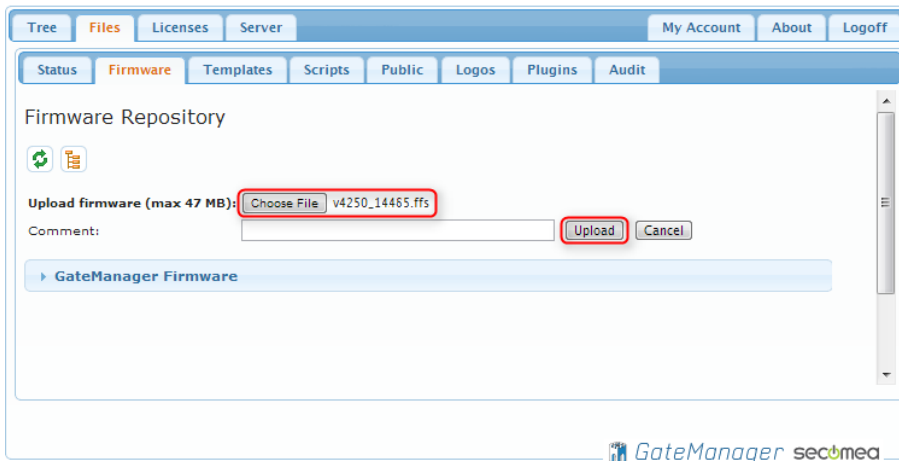 Tree Files Licenses Server My Account About Logoff
Status Firmware Templates Scripts Public Logos Plugins Audit
Firmware Repository
Upload firmware (max 47 MB): Choose File v4250_14465.ffs
Comment: Upload Cancel
GateManager Firmware
GateManager secomea